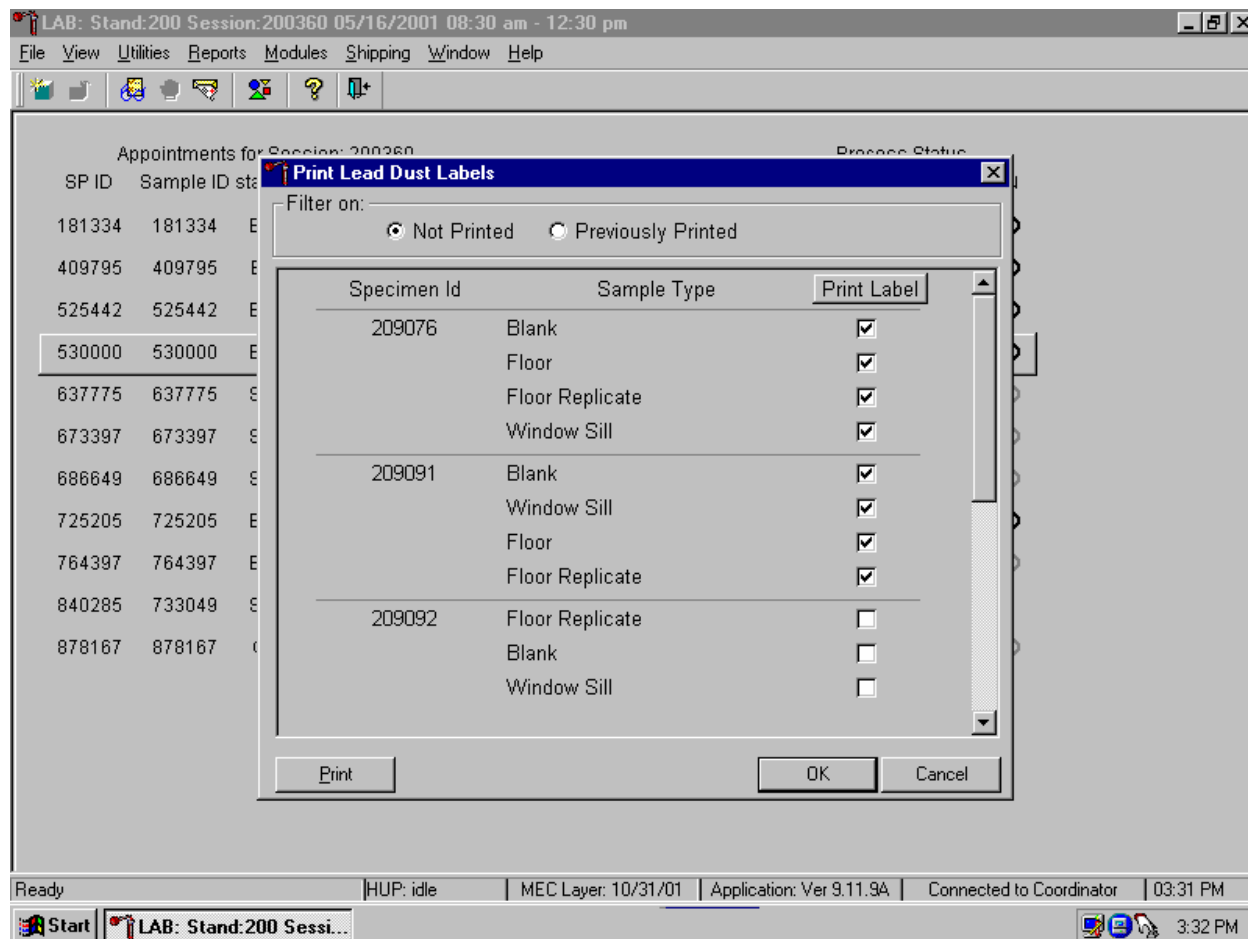 LAB: Stand:200 Session:200360 05/16/2001 08:30 am - 12:30 pm
File View Utilities Reports Modules Shipping Window Help
Appointments for Session: 200360 Process Status
SP ID Sample ID sta
Print Lead Dust Labels
Filter on:
Not Printed Previously Printed
Specimen Id Sample Type Print Label
209076 Blank
Floor
Floor Replicate
Window Sill
209091 Blank
Window Sill
Floor
Floor Replicate
209092 Floor Replicate
Blank
Window Sill
Print OK Cancel
181334 181334 E
409795 409795 E
525442 525442 E
530000 530000 E
637775 637775 S
673397 673397 S
686649 686649 S
725205 725205 E
764397 764397 E
840285 733049 S
878167 878167
Ready HUP: idle MEC Layer: 10/31/01 Application: Ver 9.11.9A Connected to Coordinator 03:31 PM
Start LAB: Stand:200 Sessi... 3:32 PM